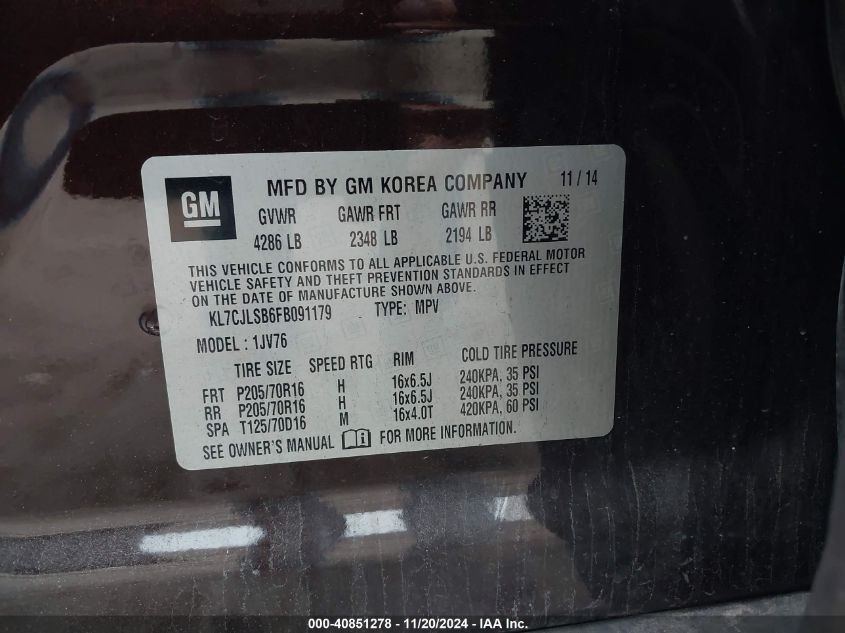 GM
MFD BY GM KOREA COMPANY 11 / 14
GVWR GAWR FRT GAWR RR
4286 LB 2348 LB 2194 LB
THIS VEHICLE CONFORMS TO ALL APPLICABLE U.S. FEDERAL MOTOR
VEHICLE SAFETY AND THEFT PREVENTION STANDARDS IN EFFECT
ON THE DATE OF MANUFACTURE SHOWN ABOVE.
KL7CJLSB6FB091179 TYPE: MPV
MODEL : 1JV76
TIRE SIZE SPEED RTG RIM COLD TIRE PRESSURE
FRT P205/70R16 H 16x6.5J 240KPA, 35 PSI
RR P205/70R16 H 16x6.5J 240KPA, 35 PSI
SPA T125/70D16 M 16x4.0T 420KPA, 60 PSI
SEE OWNER'S MANUAL FOR MORE INFORMATION.
000-40851278 - 11/20/2024 - IAA Inc.